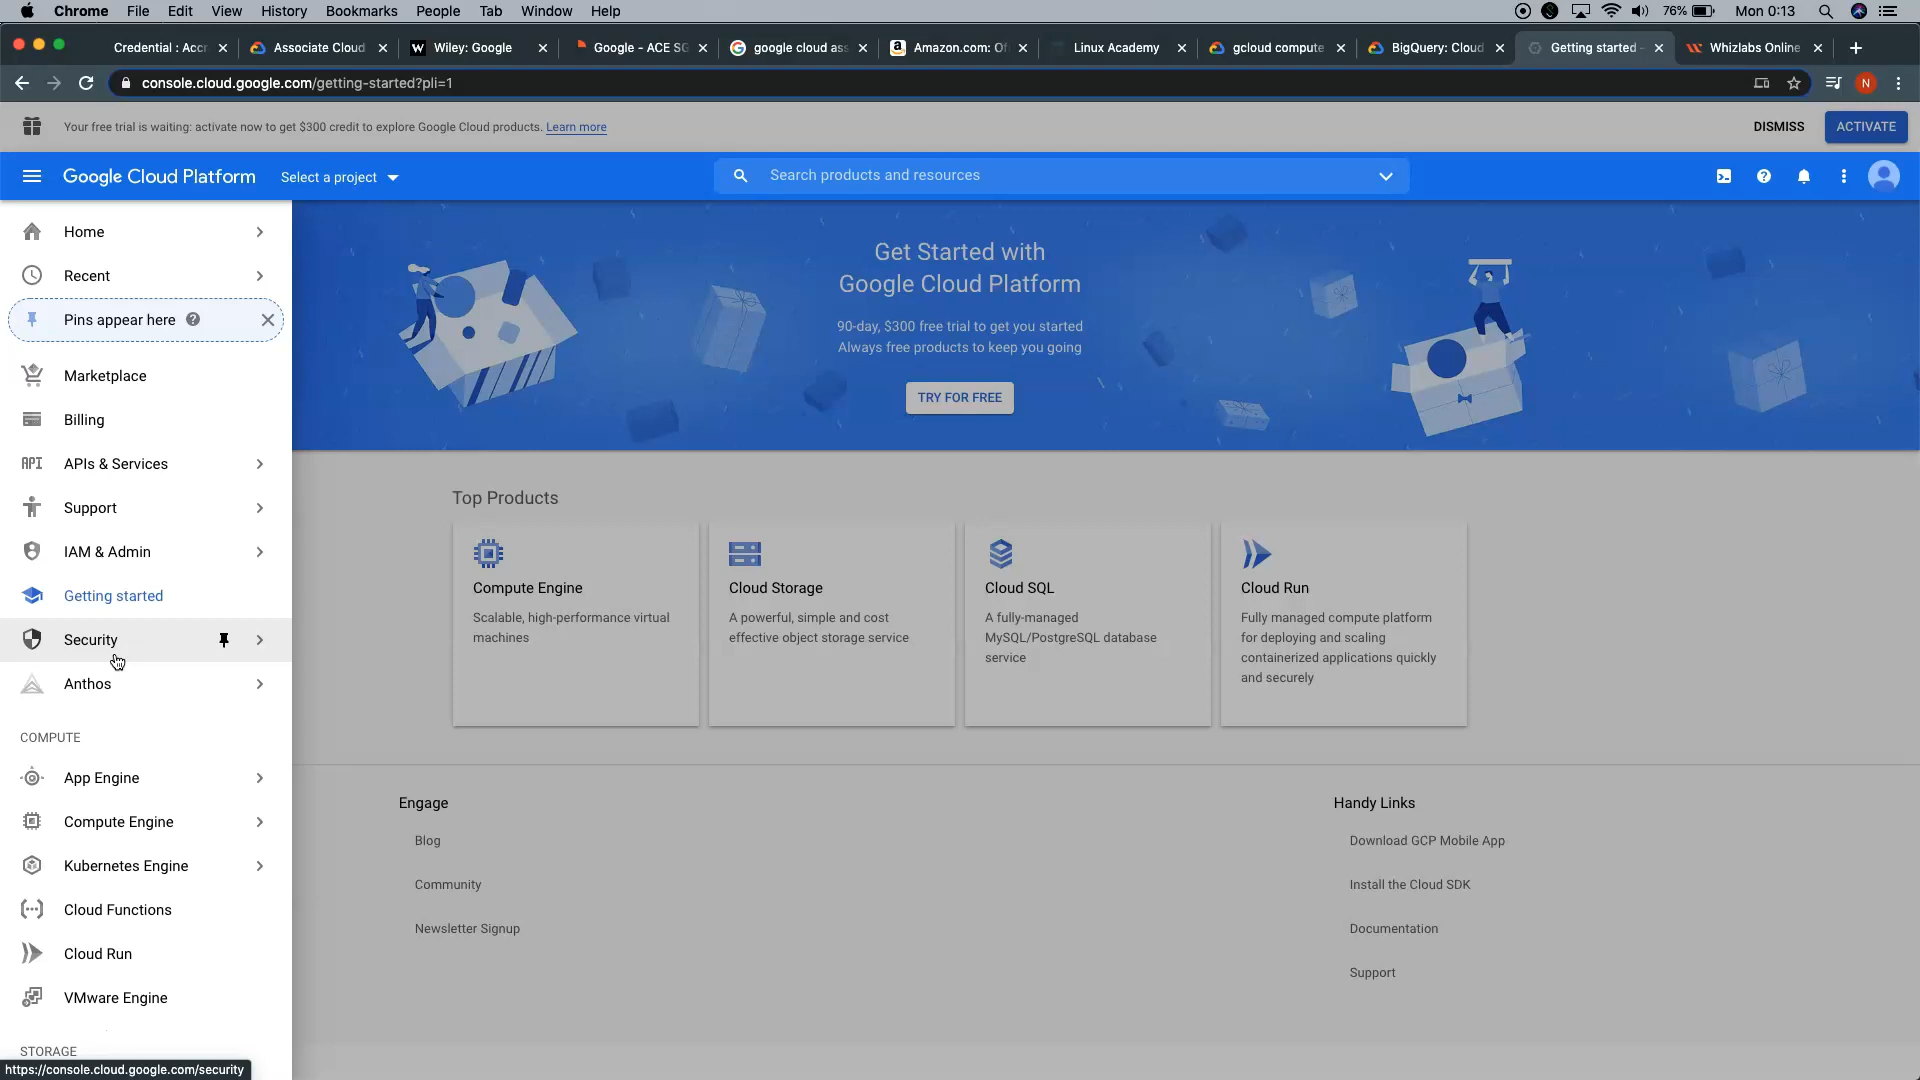 Chrome File Edit View History Bookmarks People Tab Window Help 76% Mon 0:13
Credential : Accr Associate Cloud Wiley: Google Google - ACE SG google cloud ass Amazon.com: Of Linux Academy gcloud compute BigQuery: Cloud Getting started - Whizlabs Online
console.cloud.google.com/getting-started?pli=1 N
Your free trial is waiting: activate now to get $300 credit to explore Google Cloud products. Learn more DISMISS ACTIVATE
Google Cloud Platform Select a project Search products and resources
Home
Recent
Pins appear here
Marketplace
Billing
API APIs & Services
Support
IAM & Admin
Getting started
Security
Anthos
COMPUTE
App Engine
Compute Engine
Kubernetes Engine
Cloud Functions
Cloud Run
VMware Engine
STORAGE
https://console.cloud.google.com/security
Get Started with
Google Cloud Platform
90-day, $300 free trial to get you started
Always free products to keep you going
TRY FOR FREE
Top Products
Compute Engine
Scalable, high-performance virtual
machines
Cloud Storage
A powerful, simple and cost
effective object storage service
Cloud SQL
A fully-managed
MySQL/PostgreSQL database
service
Cloud Run
Fully managed compute platform
for deploying and scaling
containerized applications quickly
and securely
Engage
Blog
Community
Newsletter Signup
Handy Links
Download GCP Mobile App
Install the Cloud SDK
Documentation
Support